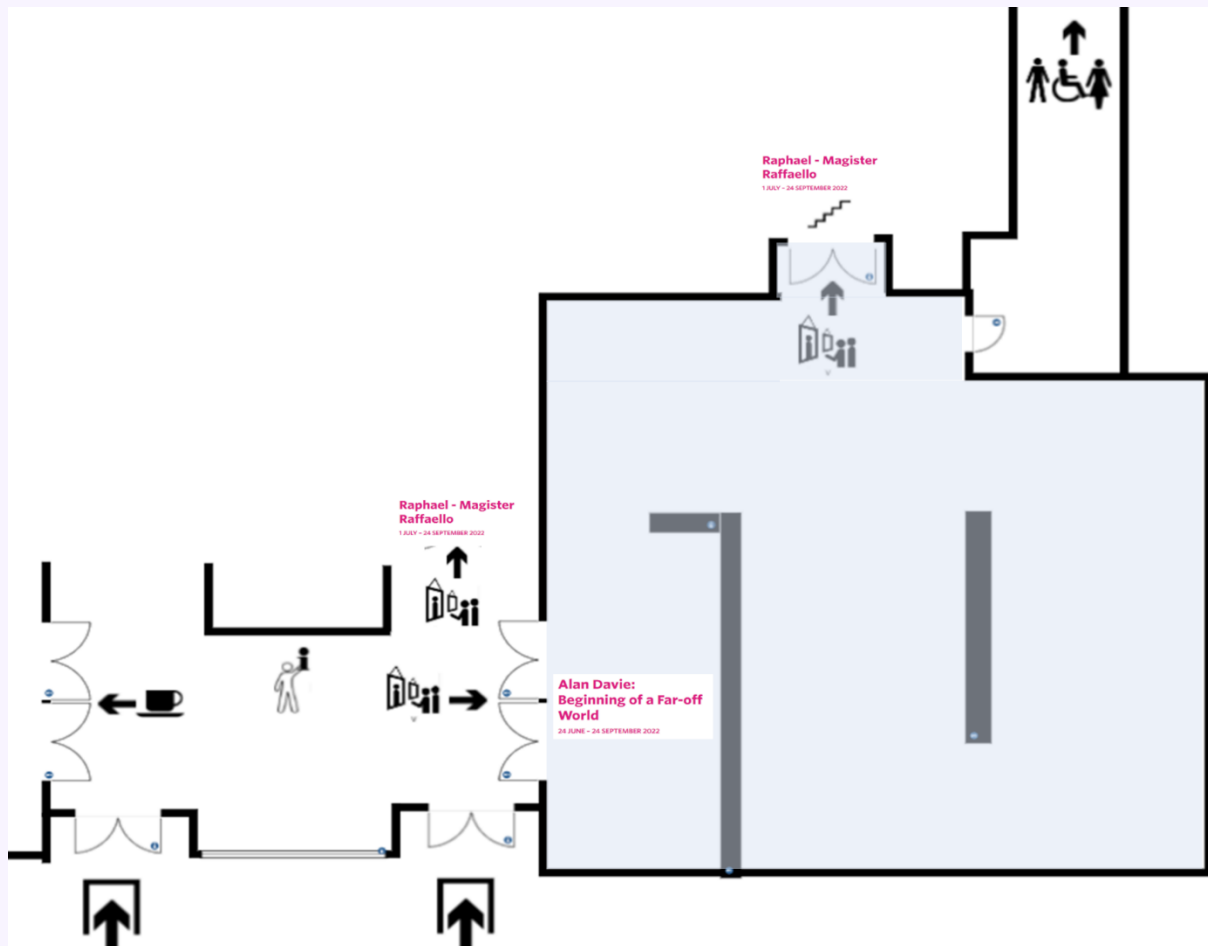 Raphael - Magister
Raffaello
1 JULY – 24 SEPTEMBER 2022
Raphael - Magister
Raffaello
1 JULY – 24 SEPTEMBER 2022
Alan Davie:
Beginning of a Far-off
World
24 JUNE – 24 SEPTEMBER 2022